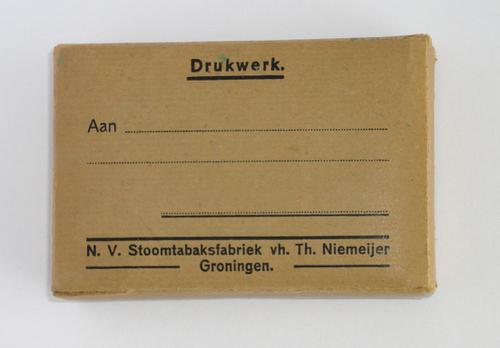 Drukwerk.
Aan
N. V. Stoomtabaksfabriek vh. Th. Niemeijer
Groningen.